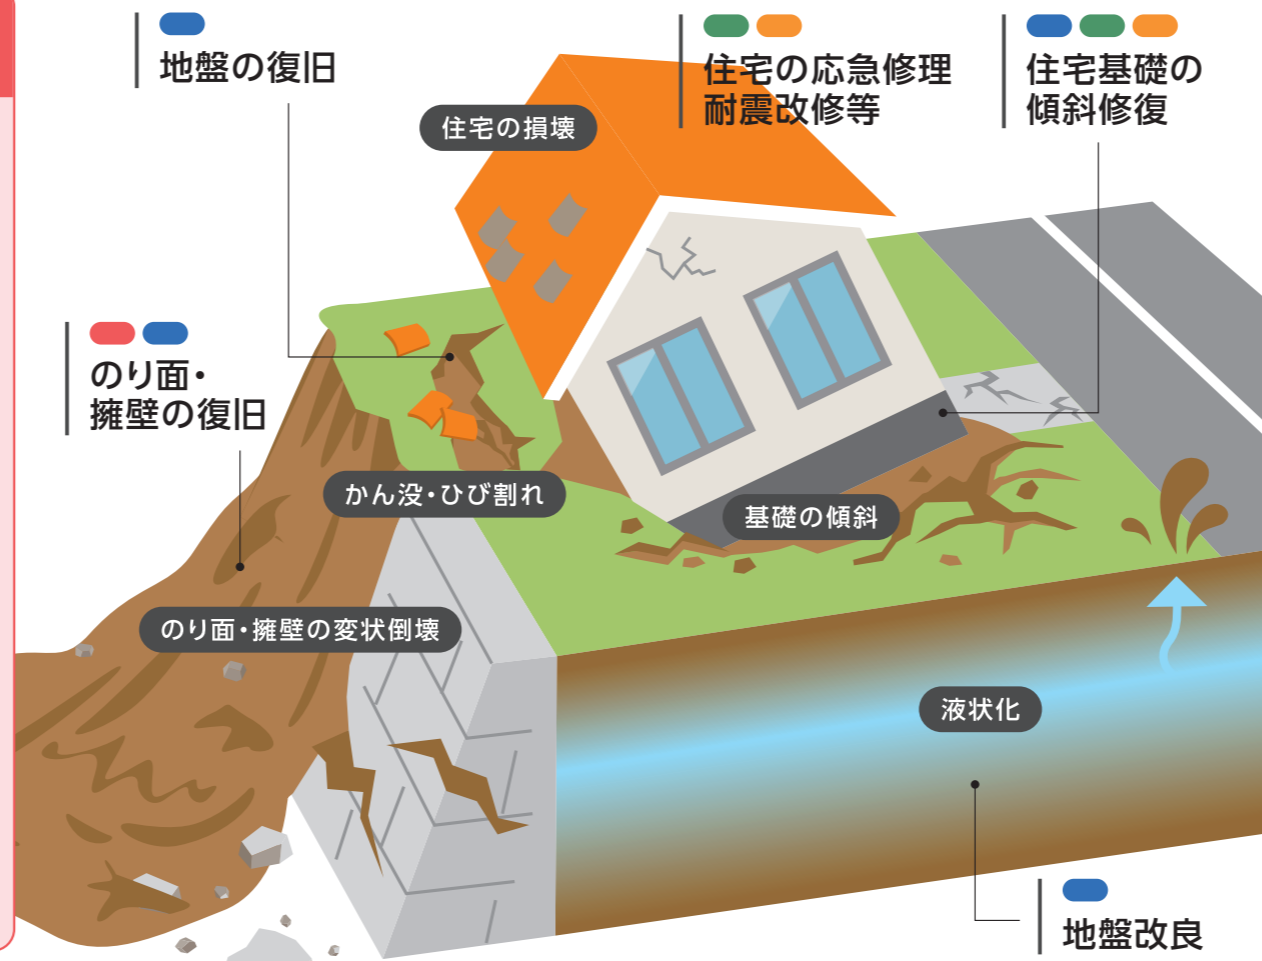 地盤の復旧
住宅の応急修理
耐震改修等
住宅基礎の
傾斜修復
住宅の損壊
のり面・
擁壁の復旧
かん没・ひび割れ
基礎の傾斜
のり面・擁壁の変状倒壊
液状化
地盤改良